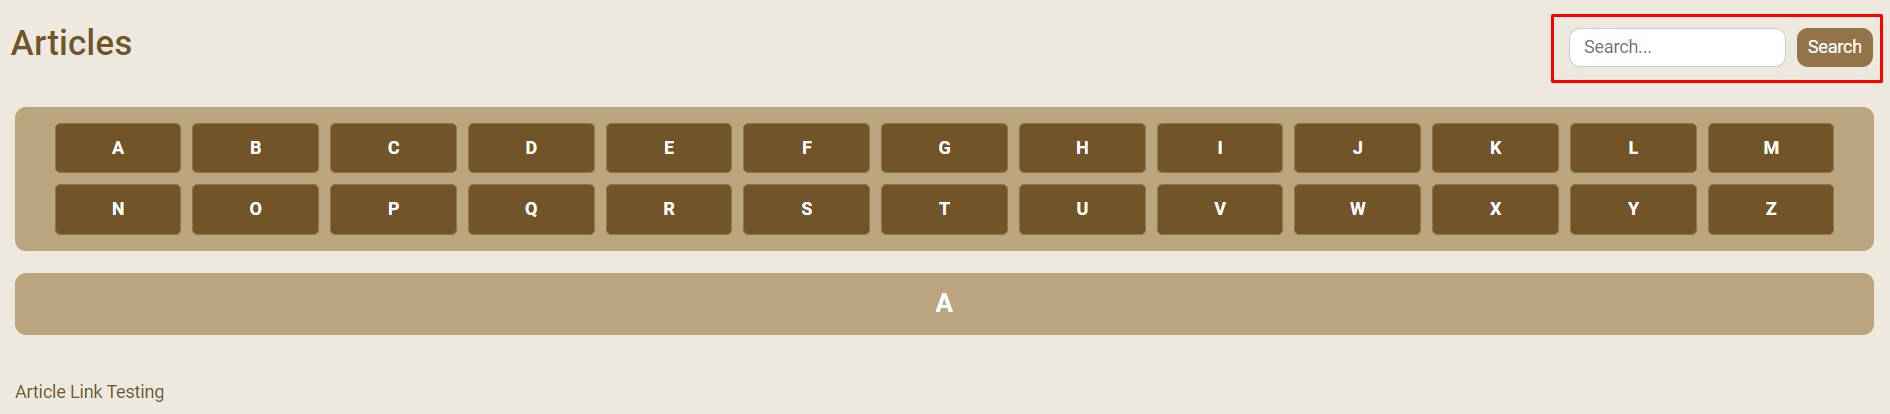 Articles
Search...
Search
A B C D E F G H I J K L M
N O P Q R S T U V W X Y Z
A
Article Link Testing